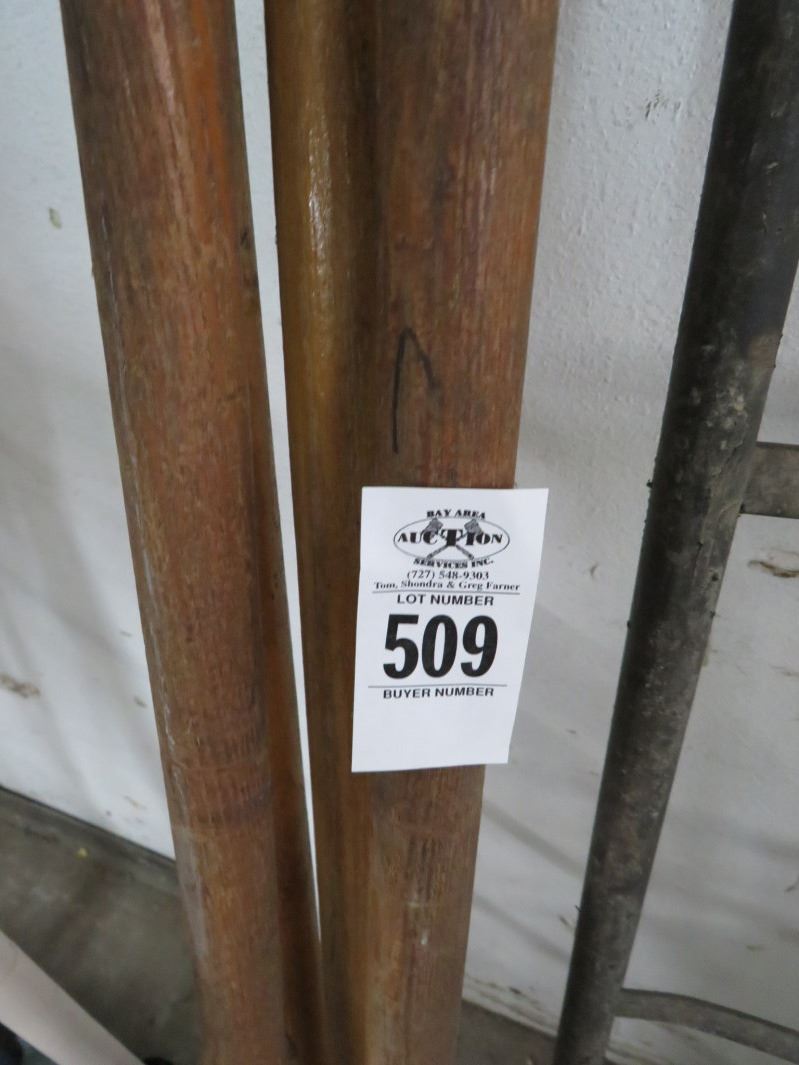 BAY AREA
AUCTION
SERVICES INC.
(727) 548-9303
Tom, Shondra & Greg Farner
LOT NUMBER
509
BUYER NUMBER